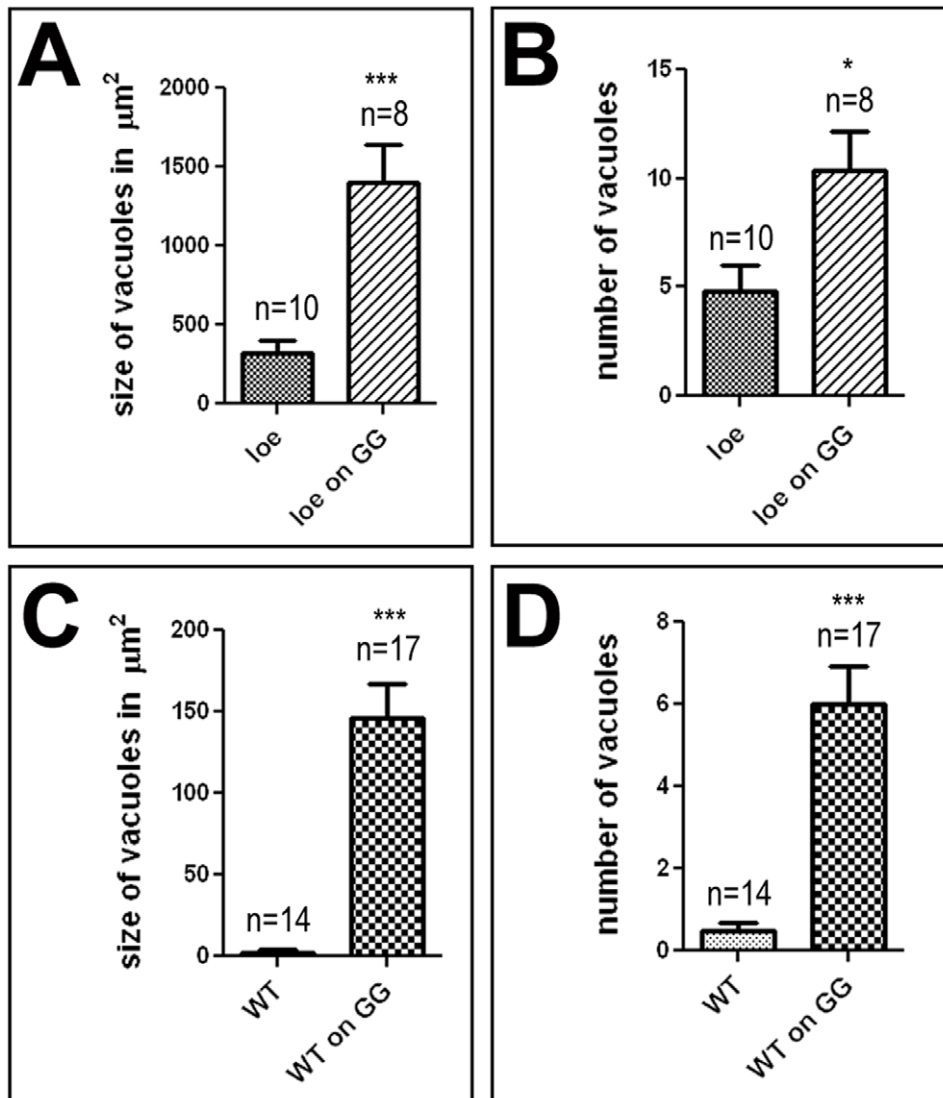 A
size of vacuoles in μm²
2000
1500
1000
500
0
n=10
***
n=8
loe
loe on GG
B
number of vacuoles
15
10
5
0
n=10
*
n=8
loe
loe on GG
C
size of vacuoles in μm²
200
150
100
50
0
n=14
***
n=17
WT
WT on GG
D
number of vacuoles
8
6
4
2
0
n=14
***
n=17
WT
WT on GG